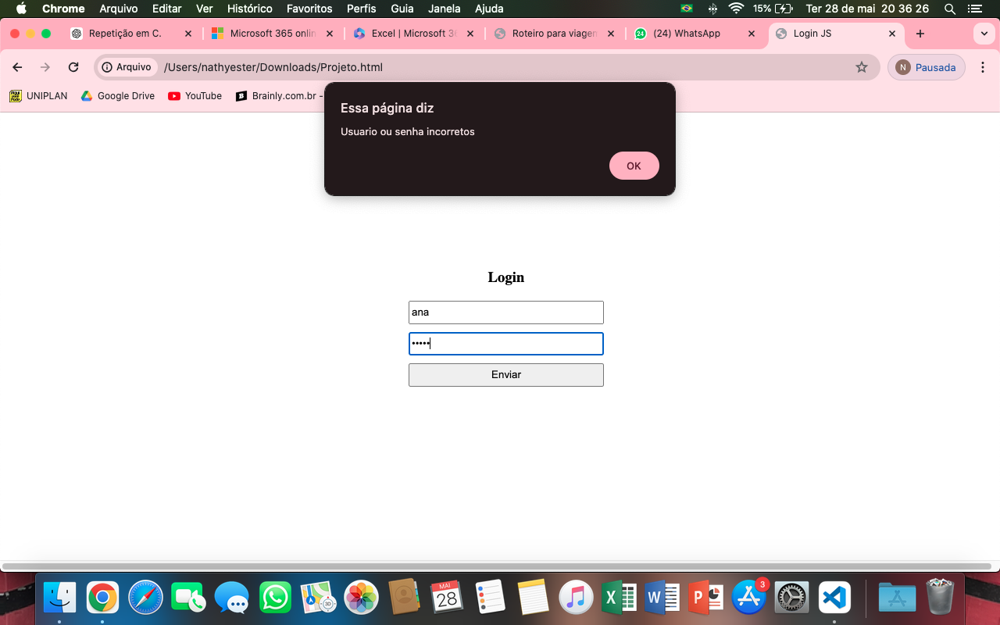 Chrome Arquivo Editar Ver Histórico Favoritos Perfis Guia Janela Ajuda 15% Ter 28 de mai 20 36 26
Repetição em C. Microsoft 365 onlin Excel | Microsoft 36 Roteiro para viagen 24 (24) WhatsApp Login JS
Arquivo /Users/nathyester/Downloads/Projeto.html N Pausada
UNIPLAN Google Drive YouTube B Brainly.com.br -
Essa página diz
Usuario ou senha incorretos
OK
Login
ana
•••••
Enviar
MAI
28
3D
X
W
P
3